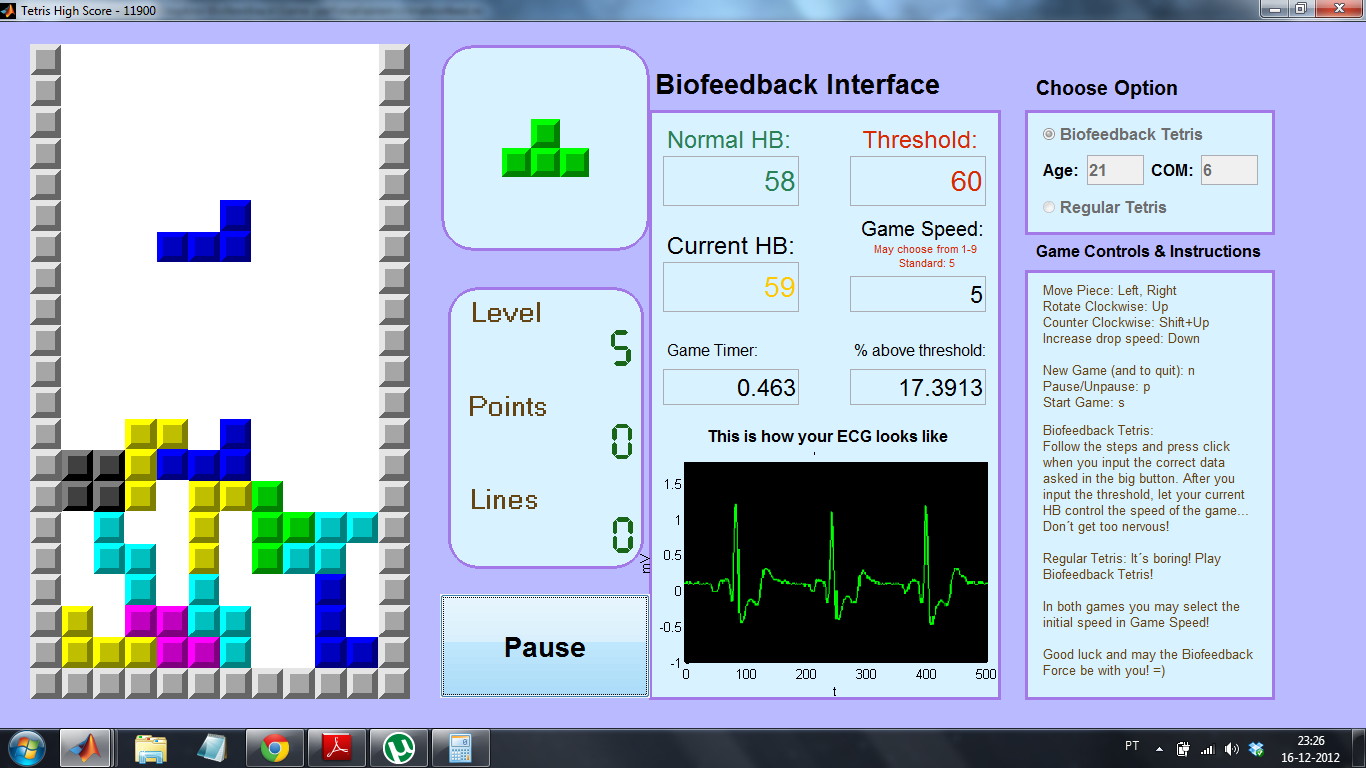 Tetris High Score - 11900
Biofeedback Interface
Choose Option
Normal HB:
Threshold:
58
60
Biofeedback Tetris
Age: 21 COM: 6
Regular Tetris
Current HB:
59
Game Speed:
May choose from 1-9
Standard: 5
5
Level
5
Points
0
Lines
0
Game Timer:
% above threshold:
0.463
17.3913
This is how your ECG looks like
1.5
1
0.5
0
-0.5
-1
mV
0 100 200 300 400 500
t
Pause
Game Controls & Instructions
Move Piece: Left, Right
Rotate Clockwise: Up
Counter Clockwise: Shift+Up
Increase drop speed: Down
New Game (and to quit): n
Pause/Unpause: p
Start Game: s
Biofeedback Tetris:
Follow the steps and press click
when you input the correct data
asked in the big button. After you
input the threshold, let your current
HB control the speed of the game...
Don´t get too nervous!
Regular Tetris: It´s boring! Play
Biofeedback Tetris!
In both games you may select the
initial speed in Game Speed!
Good luck and may the Biofeedback
Force be with you! =)
PT
23:26
16-12-2012